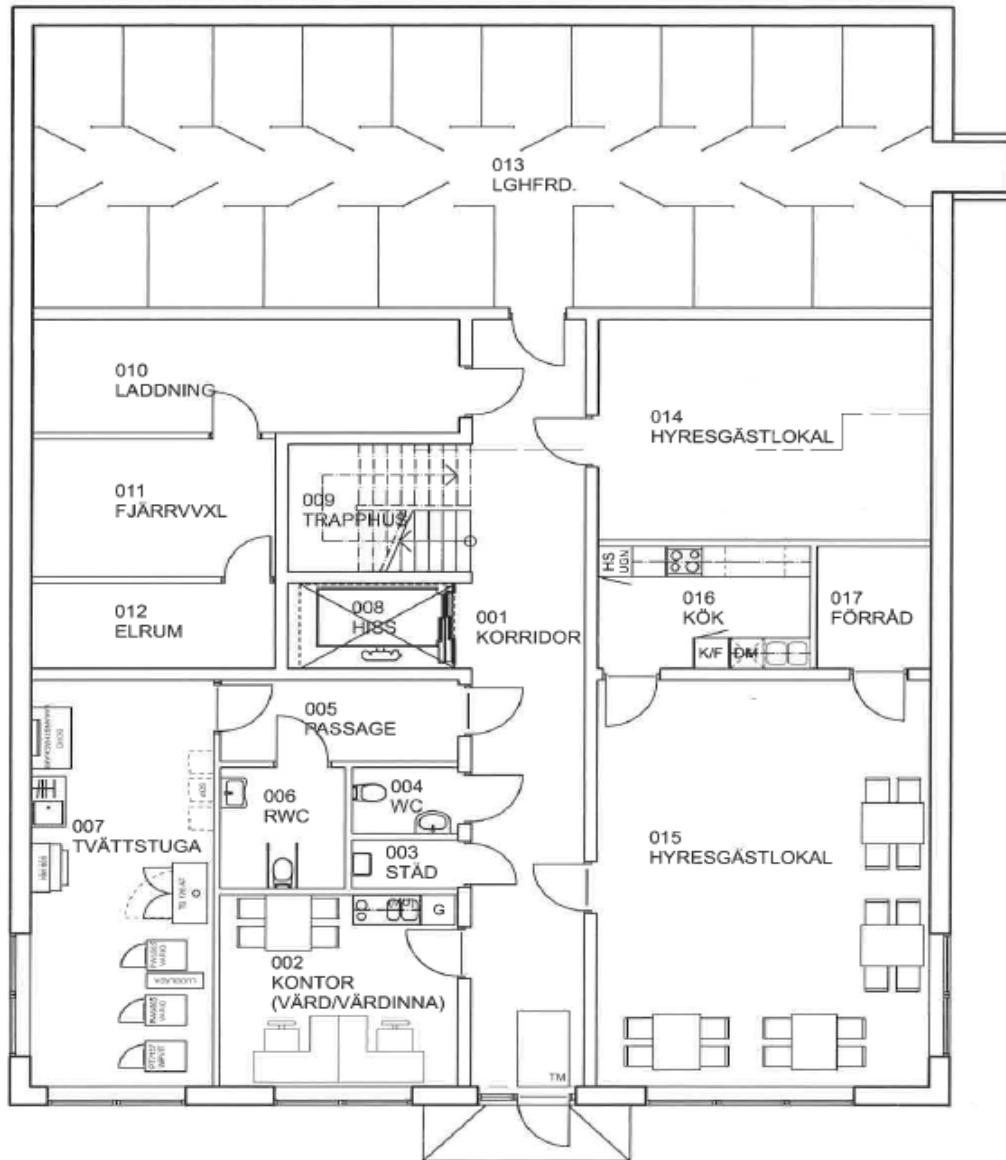 013
LGHFRD.
010
LADDNING
014
HYRESGÄSTLOKAL
011
FJÄRRVVXL
009
TRAPPHUS
HS
UGN
016
KÖK
017
FÖRRÅD
012
ELRUM
008
HISS
001
KORRIDOR
K/F
DM
005
PASSAGE
004
WC
006
RWC
007
TVÄTTSTUGA
003
STÄD
015
HYRESGÄSTLOKAL
G
002
KONTOR
(VÄRD/VÄRDINNA)
TM